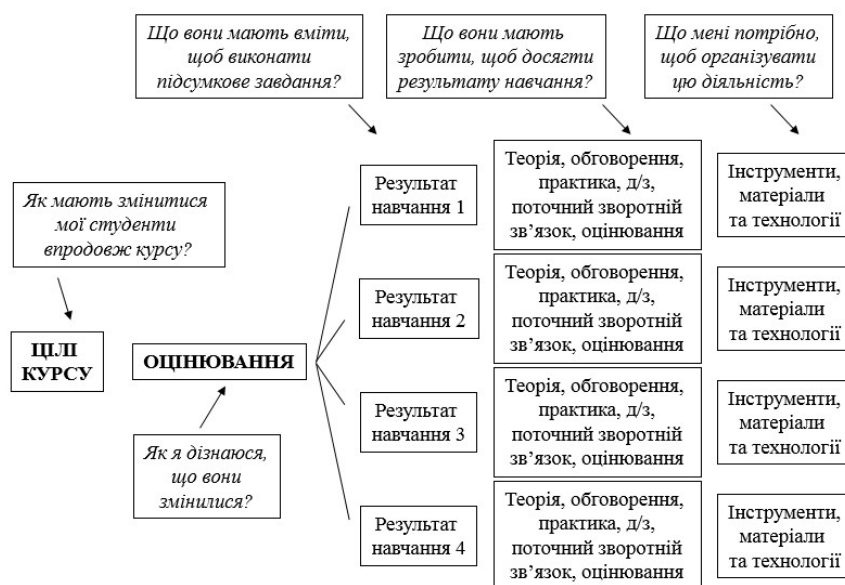 Що вони мають вміти,
щоб виконати
підсумкове завдання?
Що вони мають
зробити, щоб досягти
результату навчання?
Що мені потрібно,
щоб організувати
цю діяльність?
Як мають змінитися
мої студенти
впродовж курсу?
ЦІЛІ
КУРСУ
ОЦІНЮВАННЯ
Як я дізнаюся,
що вони
змінилися?
Результат
навчання 1
Теорія, обговорення,
практика, д/з,
поточний зворотній
зв’язок, оцінювання
Інструменти,
матеріали
та технології
Результат
навчання 2
Теорія, обговорення,
практика, д/з,
поточний зворотній
зв’язок, оцінювання
Інструменти,
матеріали
та технології
Результат
навчання 3
Теорія, обговорення,
практика, д/з,
поточний зворотній
зв’язок, оцінювання
Інструменти,
матеріали
та технології
Результат
навчання 4
Теорія, обговорення,
практика, д/з,
поточний зворотній
зв’язок, оцінювання
Інструменти,
матеріали
та технології